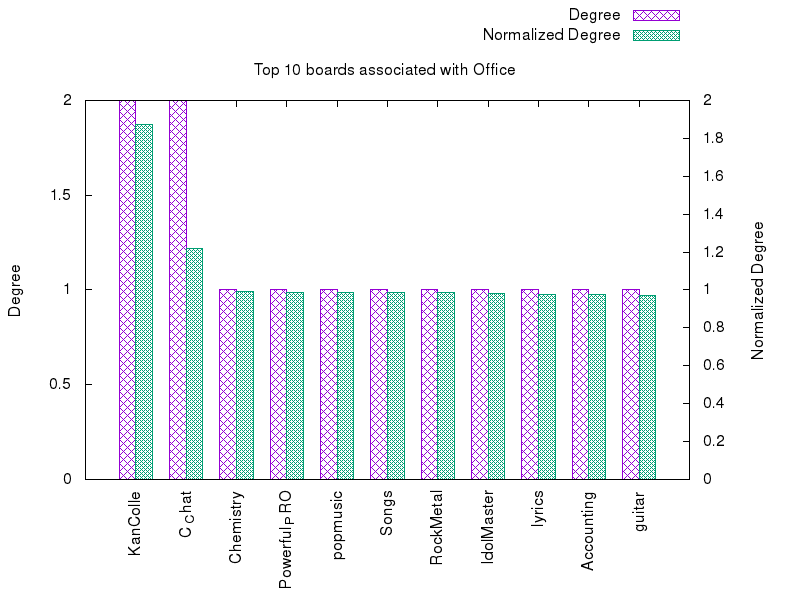 Degree
Normalized Degree
Top 10 boards associated with Office
2
1.5
1
0.5
0
Degree
2
1.8
1.6
1.4
1.2
1
0.8
0.6
0.4
0.2
0
Normalized Degree
KanColle
C_Chat
Chemistry
Powerful_PRO
popmusic
Songs
RockMetal
IdolMaster
lyrics
Accounting
guitar